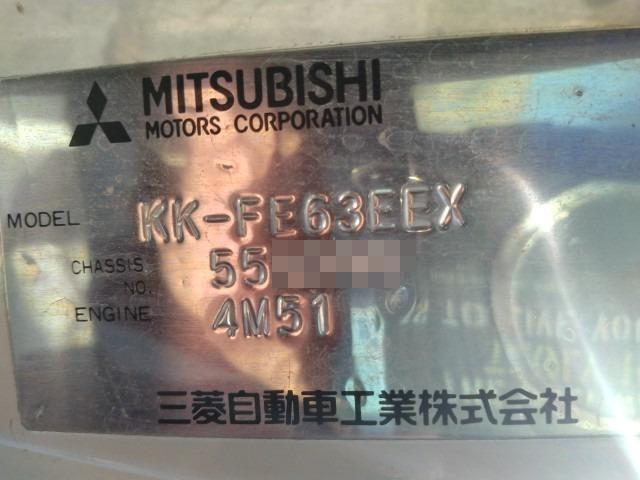 MITSUBISHI
MOTORS CORPORATION
MODEL KK-FE63EEX
CHASSIS NO. 55
ENGINE 4M51
三菱自動車工業株式会社